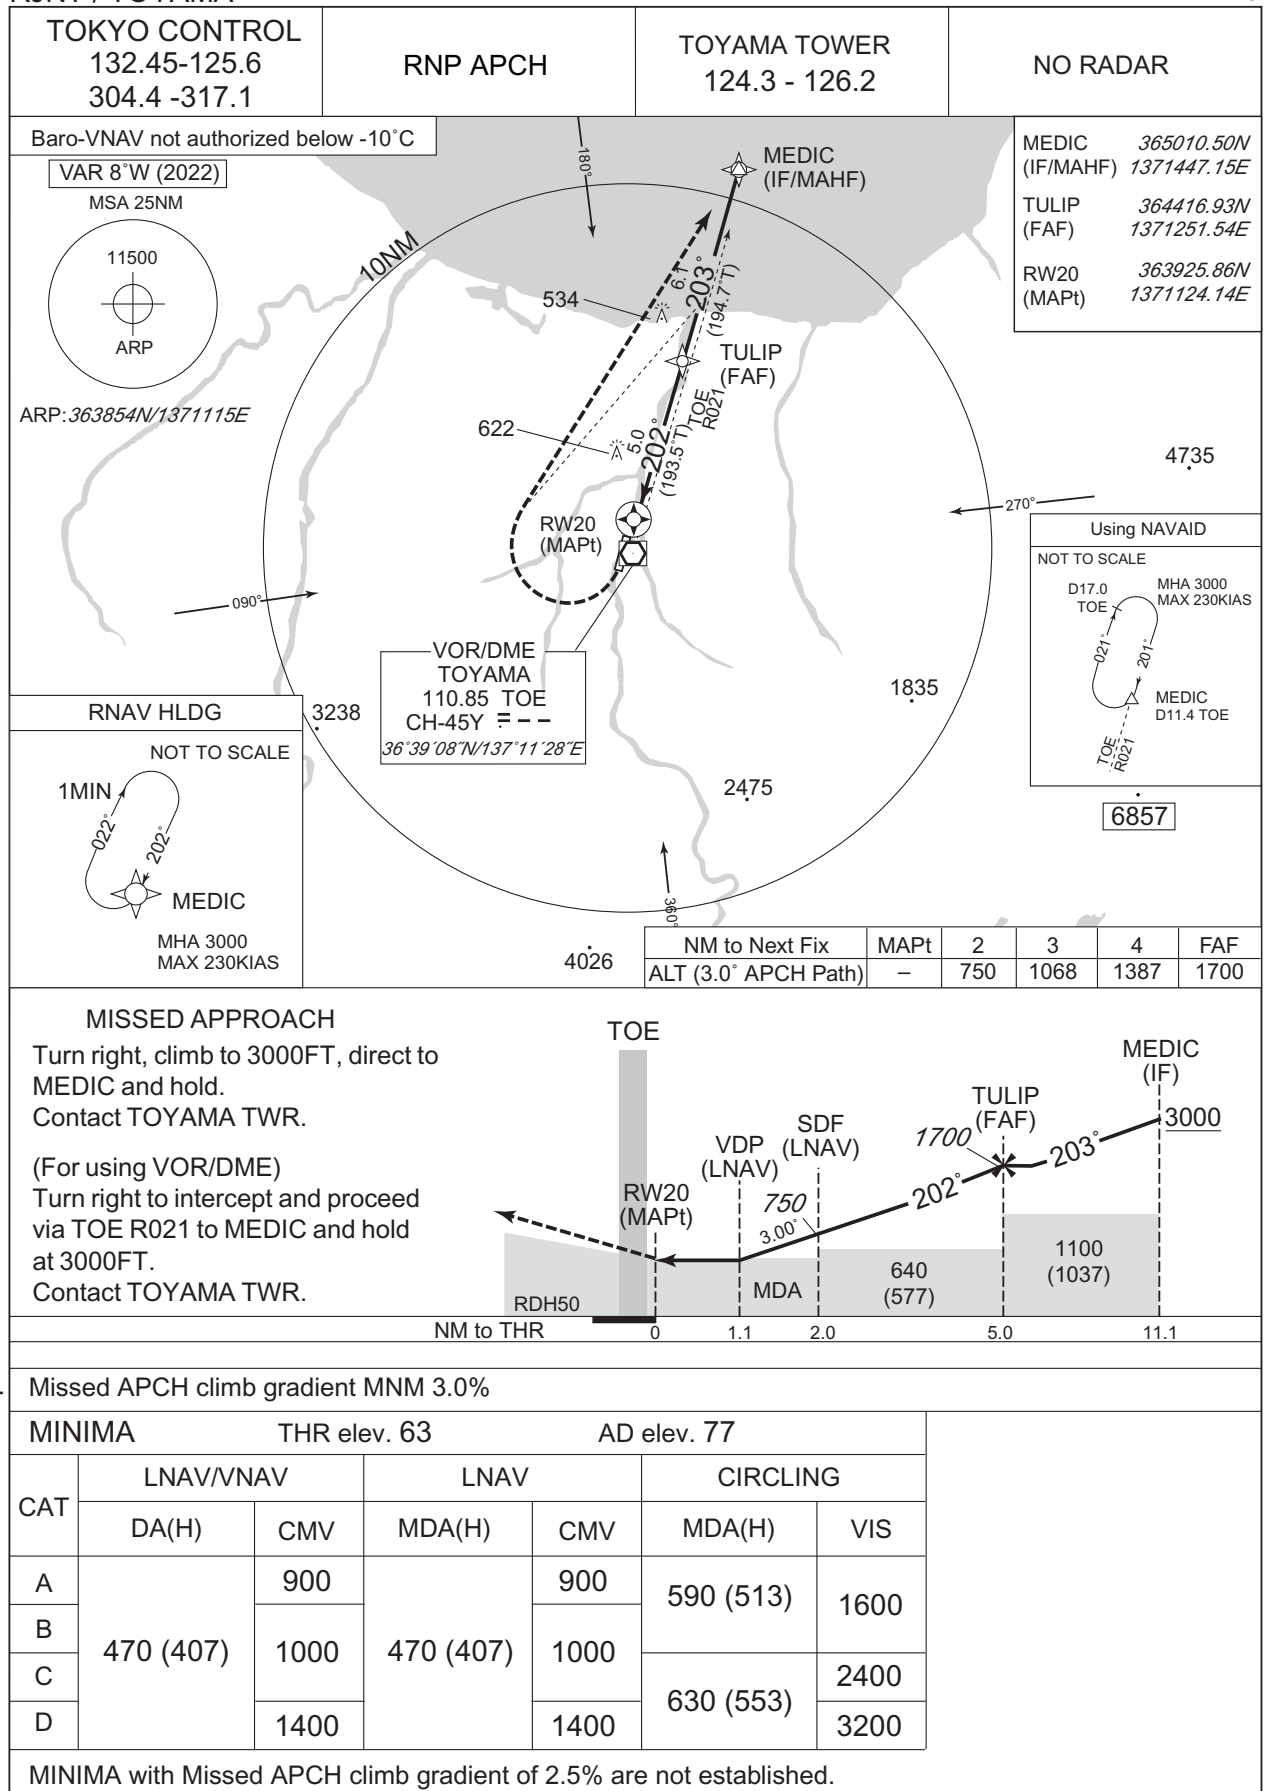 RJNT / TOYAMA
TOKYO CONTROL
132.45-125.6
304.4 -317.1
RNP APCH
TOYAMA TOWER
124.3 - 126.2
NO RADAR
Baro-VNAV not authorized below -10˚C
VAR 8˚W (2022)
MSA 25NM
11500
ARP
ARP:363854N/1371115E
MEDIC 365010.50N
(IF/MAHF) 1371447.15E
TULIP 364416.93N
(FAF) 1371251.54E
RW20 363925.86N
(MAPt) 1371124.14E
180˚
MEDIC
(IF/MAHF)
10NM
6.1
203˚
(194.7˚T)
534
TULIP
(FAF)
TOE
R021
622
5.0
202˚
(193.5˚T)
4735
270˚
RW20
(MAPt)
090˚
VOR/DME
TOYAMA
110.85 TOE
CH-45Y
36˚39´08˝N/137˚11´28˝E
Using NAVAID
NOT TO SCALE
D17.0
TOE
MHA 3000
MAX 230KIAS
021˚
201˚
MEDIC
D11.4 TOE
TOE
R021
6857
1835
2475
3238
4026
360˚
RNAV HLDG
NOT TO SCALE
1MIN
022˚
202˚
MEDIC
MHA 3000
MAX 230KIAS
NM to Next Fix MAPt 2 3 4 FAF
ALT (3.0˚ APCH Path) – 750 1068 1387 1700
MISSED APPROACH
Turn right, climb to 3000FT, direct to
MEDIC and hold.
Contact TOYAMA TWR.
(For using VOR/DME)
Turn right to intercept and proceed
via TOE R021 to MEDIC and hold
at 3000FT.
Contact TOYAMA TWR.
TOE
RW20
(MAPt)
VDP
(LNAV)
SDF
(LNAV)
TULIP
(FAF)
MEDIC
(IF)
3000
1700
203˚
202˚
750
3.00˚
MDA
640
(577)
1100
(1037)
RDH50
NM to THR 0 1.1 2.0 5.0 11.1
Missed APCH climb gradient MNM 3.0%
MINIMA THR elev. 63 AD elev. 77
CAT LNAV/VNAV LNAV CIRCLING
DA(H) CMV MDA(H) CMV MDA(H) VIS
A 470 (407) 900 470 (407) 900 590 (513) 1600
B 1000 1000
C 630 (553) 2400
D 1400 1400 3200
MINIMA with Missed APCH climb gradient of 2.5% are not established.